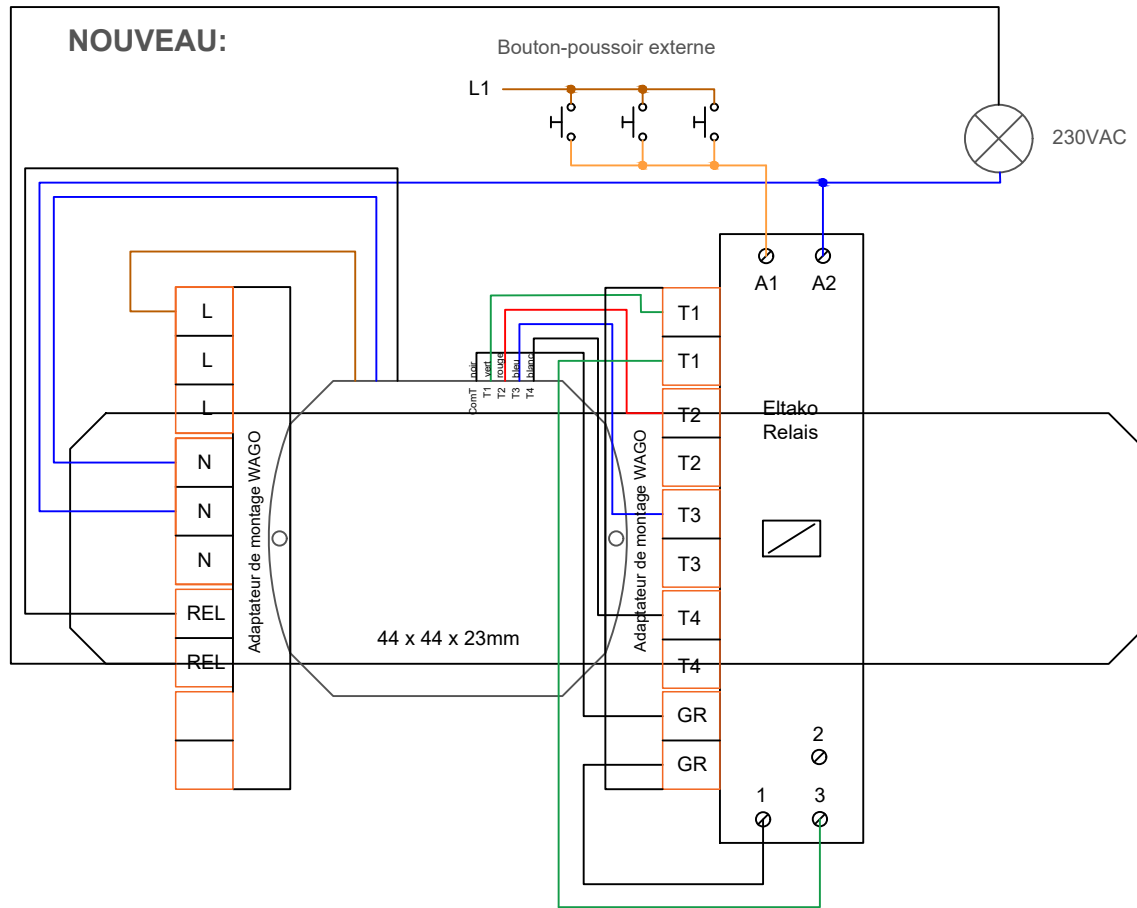 NOUVEAU:
Bouton-poussoir externe
L1
230VAC
A1
A2
L
L
L
N
N
N
REL
REL
Adaptateur de montage WAGO
ComT noir
T1 vert
T2 rouge
T3 bleu
T4 blanc
44 x 44 x 23mm
Adaptateur de montage WAGO
T1
T1
T2
T2
T3
T3
T4
T4
GR
GR
Eltako
Relais
2
1
3